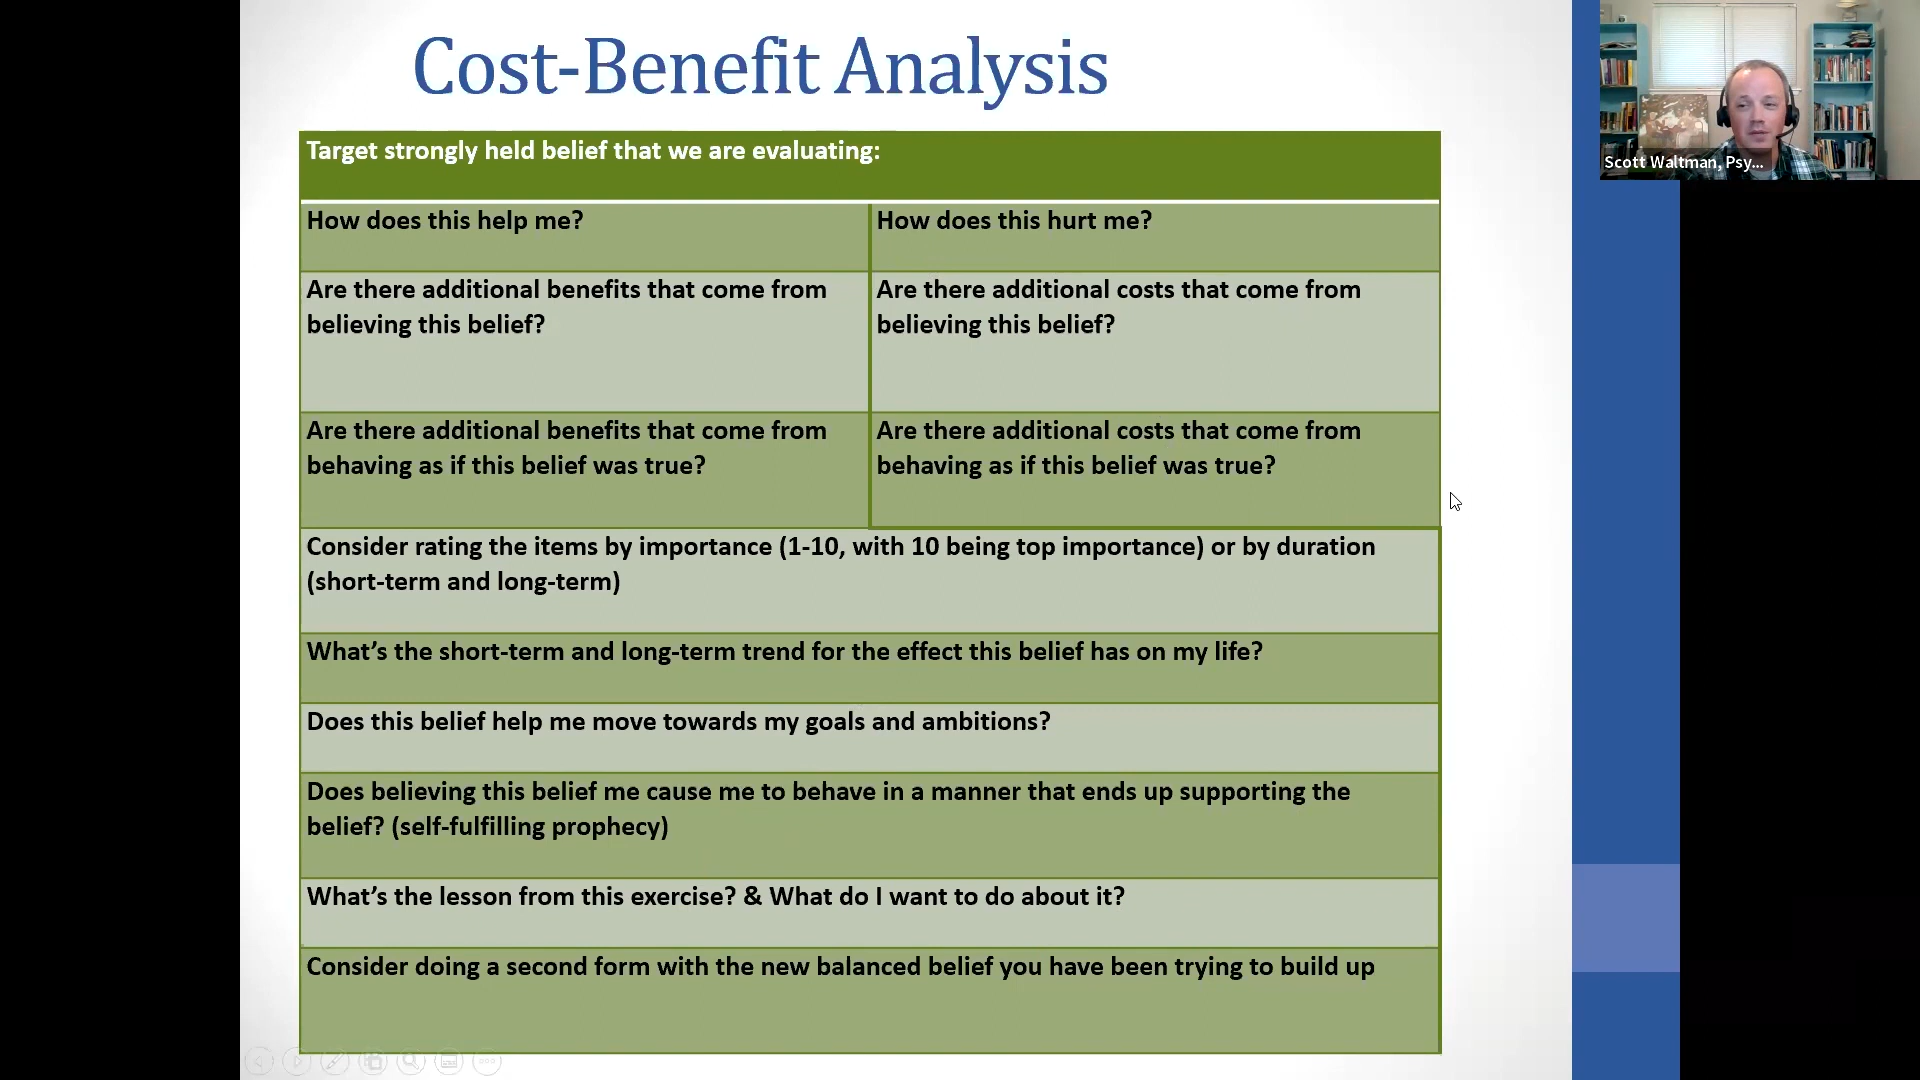 Cost-Benefit Analysis
Target strongly held belief that we are evaluating:
How does this help me?
How does this hurt me?
Are there additional benefits that come from
believing this belief?
Are there additional costs that come from
believing this belief?
Are there additional benefits that come from
behaving as if this belief was true?
Are there additional costs that come from
behaving as if this belief was true?
Consider rating the items by importance (1-10, with 10 being top importance) or by duration
(short-term and long-term)
What’s the short-term and long-term trend for the effect this belief has on my life?
Does this belief help me move towards my goals and ambitions?
Does believing this belief me cause me to behave in a manner that ends up supporting the
belief? (self-fulfilling prophecy)
What’s the lesson from this exercise? & What do I want to do about it?
Consider doing a second form with the new balanced belief you have been trying to build up
Scott Waltman, Psy...